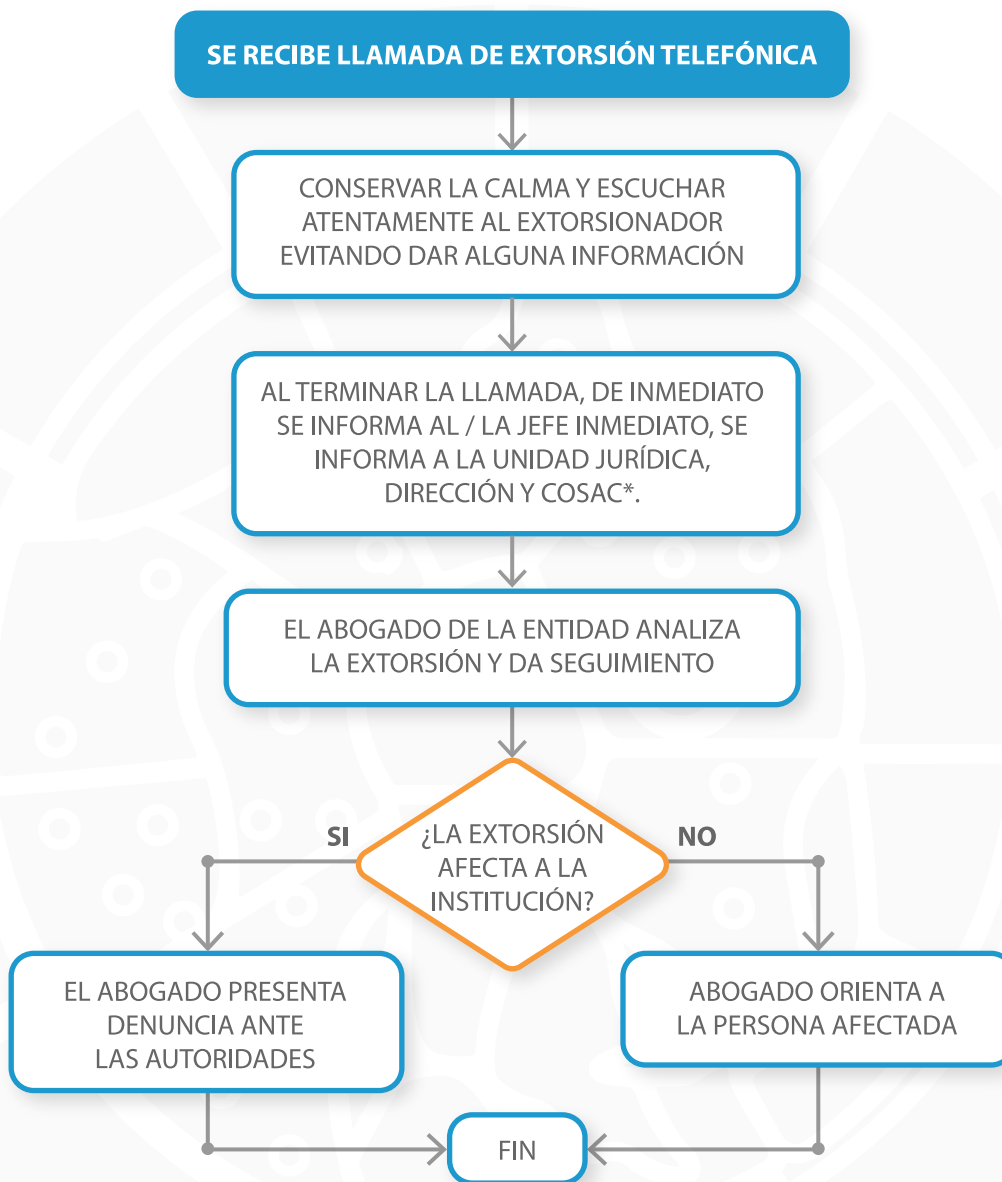 SE RECIBE LLAMADA DE EXTORSIÓN TELEFÓNICA
CONSERVAR LA CALMA Y ESCUCHAR
ATENTAMENTE AL EXTORSIONADOR
EVITANDO DAR ALGUNA INFORMACIÓN
AL TERMINAR LA LLAMADA, DE INMEDIATO
SE INFORMA AL / LA JEFE INMEDIATO, SE
INFORMA A LA UNIDAD JURÍDICA,
DIRECCIÓN Y COSAC*.
EL ABOGADO DE LA ENTIDAD ANALIZA
LA EXTORSIÓN Y DA SEGUIMIENTO
¿LA EXTORSIÓN
AFECTA A LA
INSTITUCIÓN?
SI
NO
EL ABOGADO PRESENTA
DENUNCIA ANTE
LAS AUTORIDADES
ABOGADO ORIENTA A
LA PERSONA AFECTADA
FIN